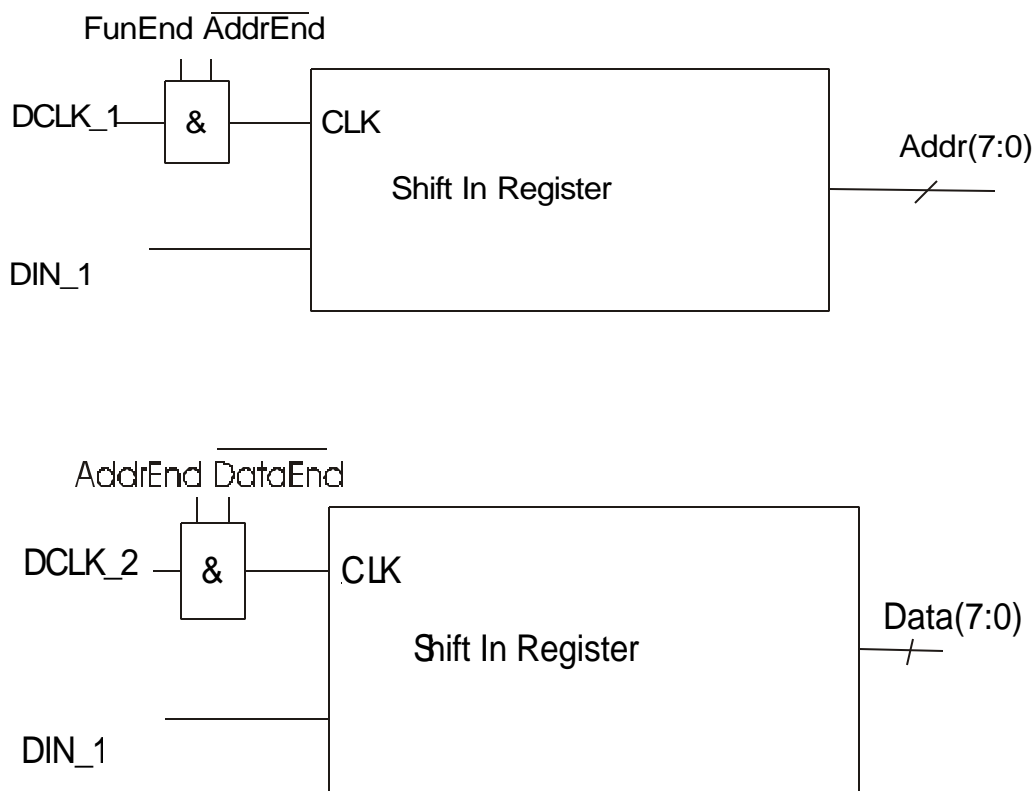 FunEnd AddrEnd
DCLK_1
&
CLK
Addr(7:0)
Shift In Register
DIN_1
AddrEnd DataEnd
DCLK_2
&
CLK
Data(7:0)
Shift In Register
DIN_1